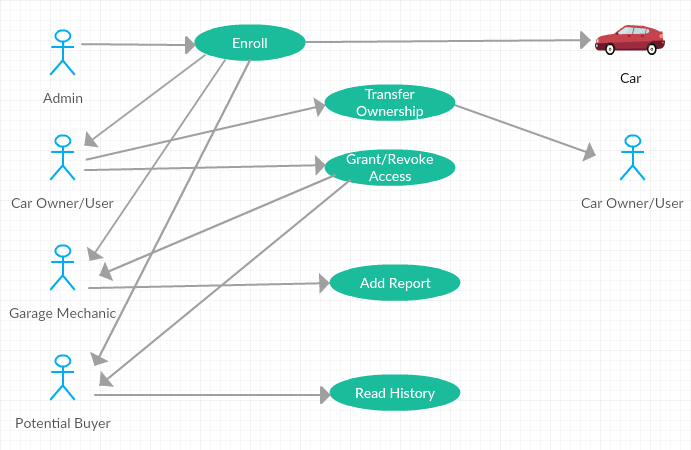 Enroll
Admin
Car
Transfer
Ownership
Grant/Revoke
Access
Car Owner/User
Car Owner/User
Add Report
Garage Mechanic
Read History
Potential Buyer